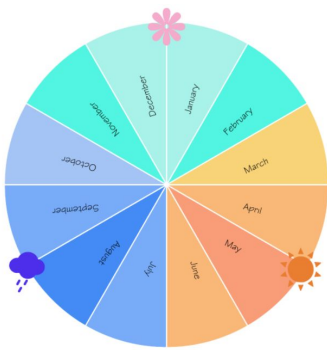 January
February
March
April
May
June
July
August
September
October
November
December